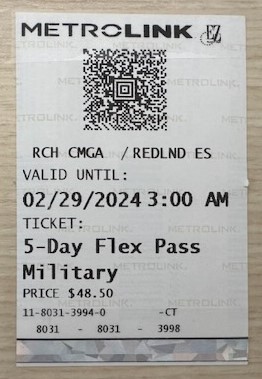 METROLINK EZ
RCH CMGA / REDLND ES
VALID UNTIL:
02/29/2024 3:00 AM
TICKET:
5-Day Flex Pass
Military
PRICE $48.50
11-8031-3994-0 -CT
8031 - 8031 - 3998